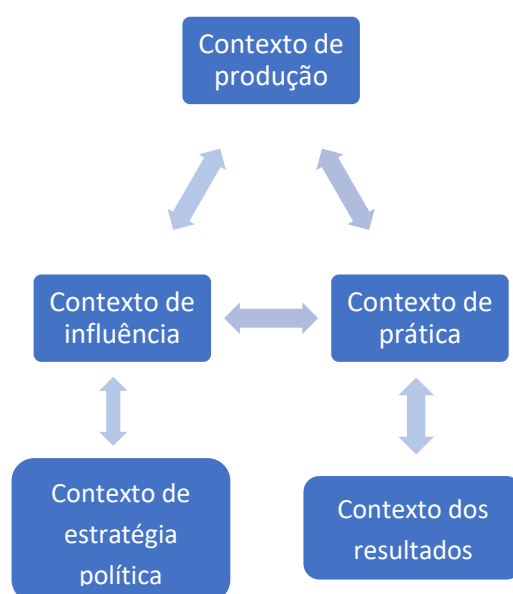 Contexto de
produção
Contexto de
influência
Contexto de
prática
Contexto de
estratégia
política
Contexto dos
resultados